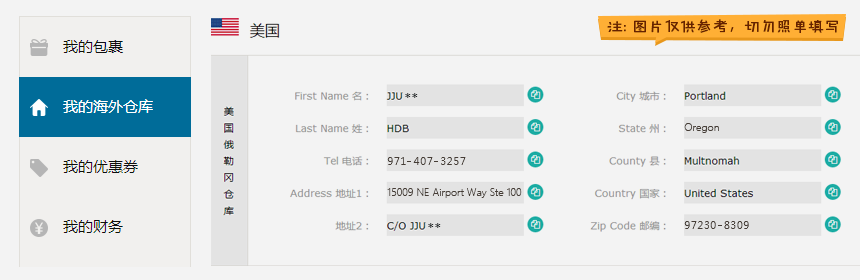 我的包裹
我的海外仓库
我的优惠券
我的财务
美国
注: 图片仅供参考, 切勿照单填写
美国俄勒冈仓库
First Name 名: JJU**
Last Name 姓: HDB
Tel 电话: 971-407-3257
Address 地址1: 15009 NE Airport Way Ste 100
地址2: C/O JJU**
City 城市: Portland
State 州: Oregon
County 县: Multnomah
Country 国家: United States
Zip Code 邮编: 97230-8309